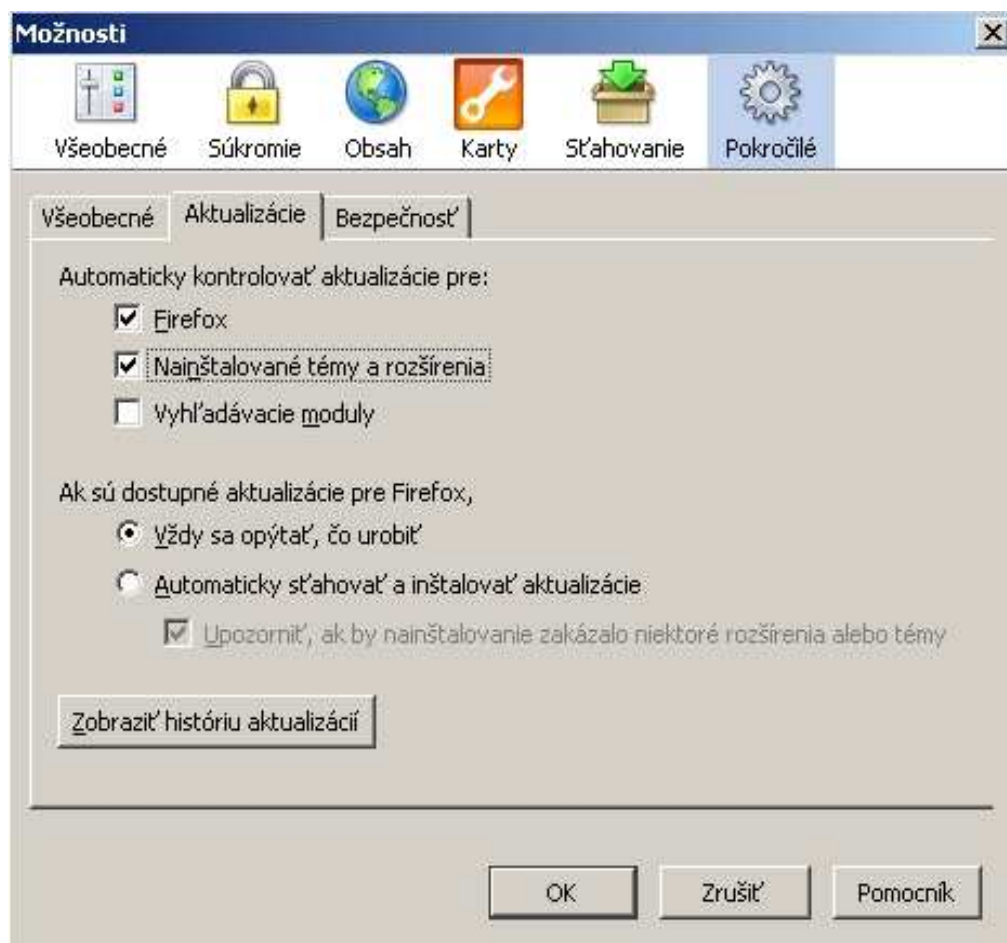 Možnosti
Všeobecné Súkromie Obsah Karty Sťahovanie Pokročilé
Všeobecné Aktualizácie Bezpečnosť
Automaticky kontrolovať aktualizácie pre:
Firefox
Nainštalované témy a rozšírenia
Vyhľadávacie moduly
Ak sú dostupné aktualizácie pre Firefox,
Vždy sa opýtať, čo urobiť
Automaticky sťahovať a inštalovať aktualizácie
Upozorniť, ak by nainštalovanie zakázalo niektoré rozšírenia alebo témy
Zobraziť históriu aktualizácií
OK Zrušiť Pomocník